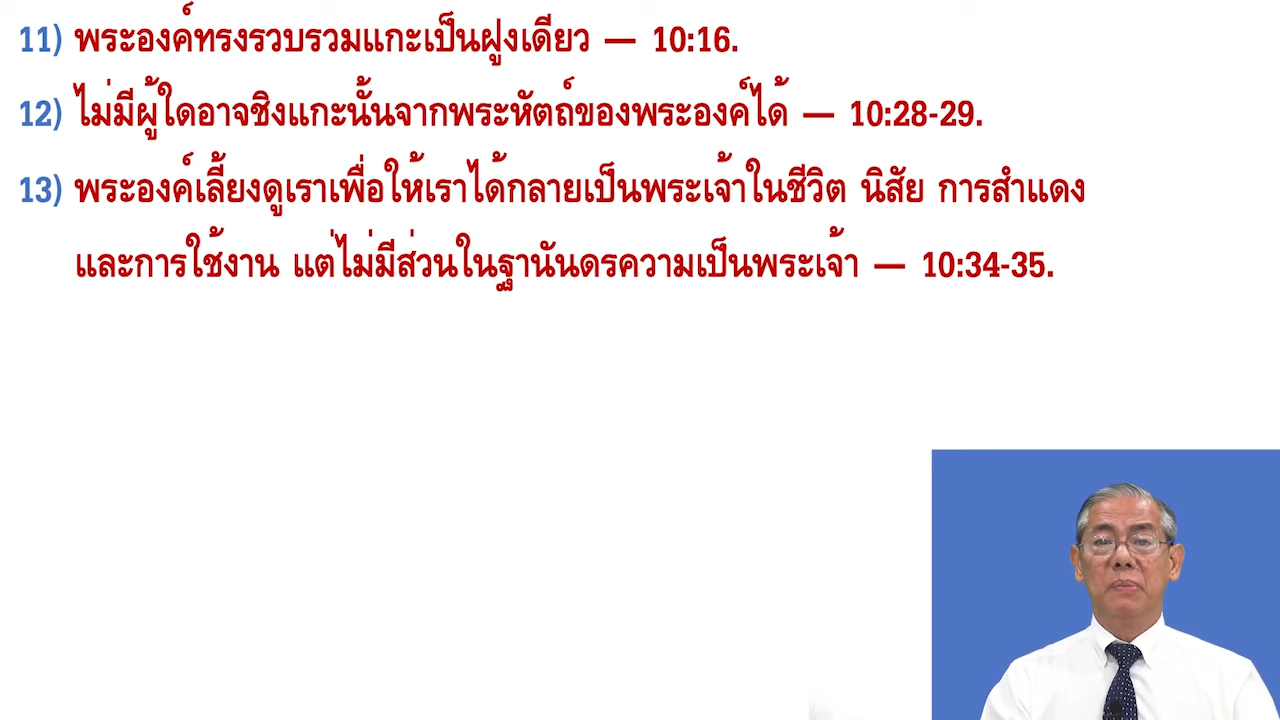 11) พระองค์ทรงรวบรวมแกะเป็นฝูงเดียว — 10:16.
12) ไม่มีผู้ใดอาจชิงแกะนั้นจากพระหัตถ์ของพระองค์ได้ — 10:28-29.
13) พระองค์เลี้ยงดูเราเพื่อให้เราได้กลายเป็นพระเจ้าในชีวิต นิสัย การสำแดง
และการใช้งาน แต่ไม่มีส่วนในฐานันดรความเป็นพระเจ้า — 10:34-35.